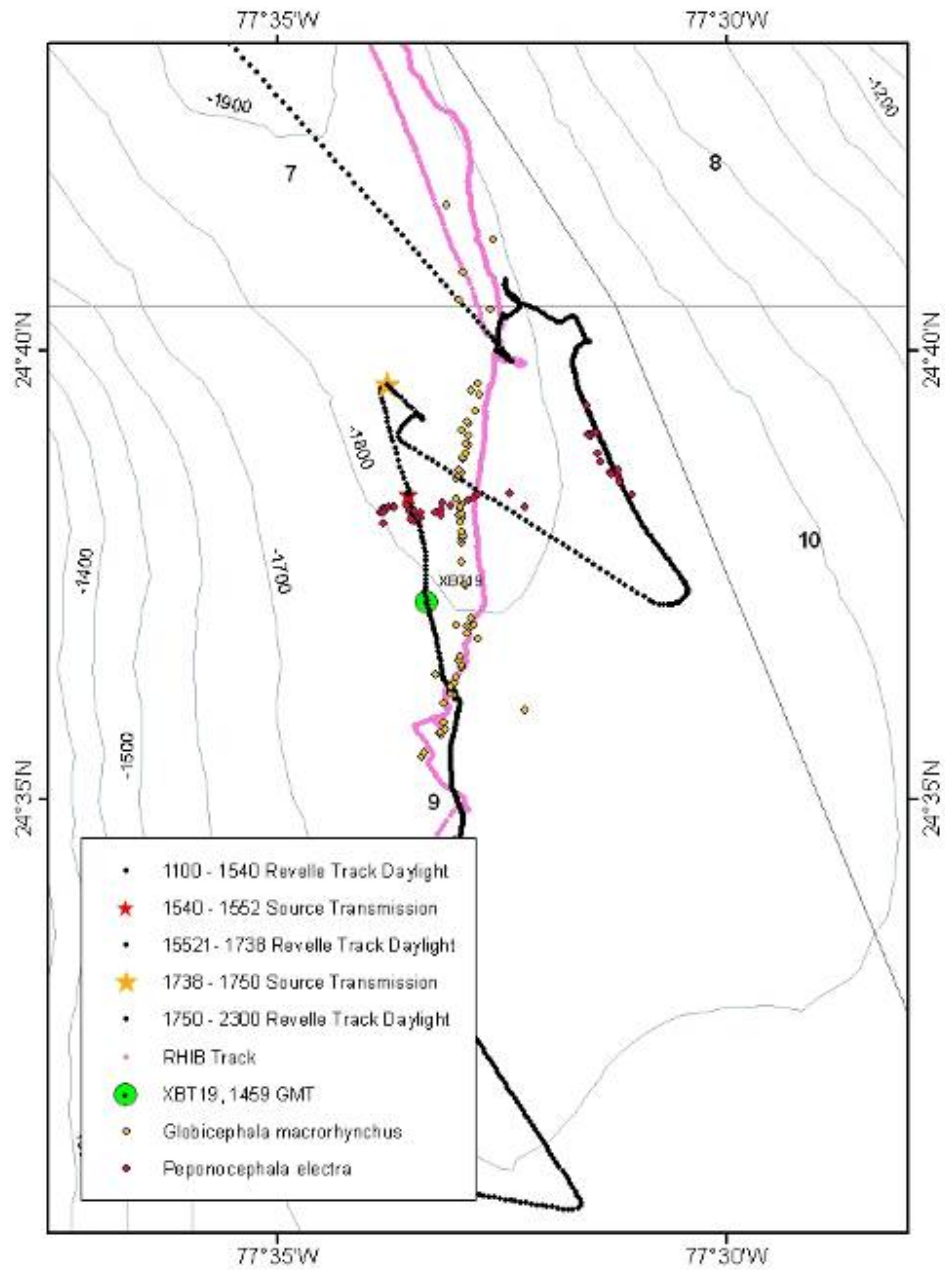 77°35'W 77°30'W
-1900
-1200
7
8
24°40'N 24°40'N
-1800
-1400
-1700
10
XBT19
-1500
24°35'N 24°35'N
9
1100 - 1540 Revelle Track Daylight
1540 - 1552 Source Transmission
15521 - 1738 Revelle Track Daylight
1738 - 1750 Source Transmission
1750 - 2300 Revelle Track Daylight
RHIB Track
XBT19, 1459 GMT
Globicephala macrorhynchus
Peponocephala electra
77°35'W 77°30'W